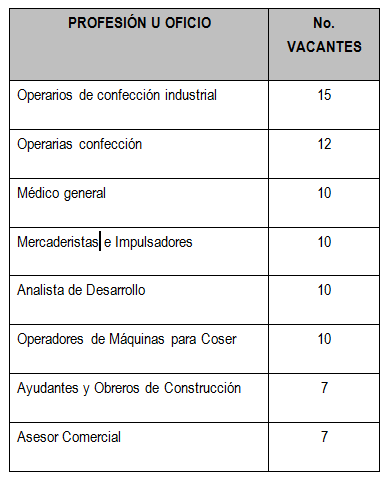 PROFESIÓN U OFICIO No.
VACANTES
Operarios de confección industrial 15
Operarias confección 12
Médico general 10
Mercaderistas e Impulsadores 10
Analista de Desarrollo 10
Operadores de Máquinas para Coser 10
Ayudantes y Obreros de Construcción 7
Asesor Comercial 7